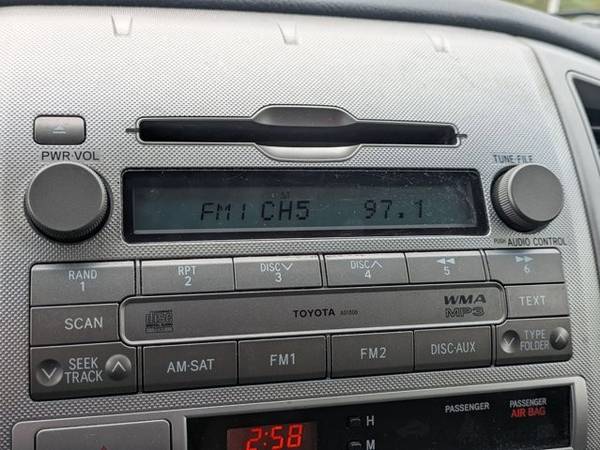 PWR·VOL
TUNE·FILE
ST
FM1 CH5 97.1
PUSH AUDIO CONTROL
RAND 1
RPT 2
DISC 3
DISC 4
5
6
SCAN
TOYOTA
WMA
MP3
TEXT
SEEK TRACK
AM·SAT
FM1
FM2
DISC·AUX
TYPE FOLDER
2:58
H
M
PASSENGER
PASSENGER
AIR BAG